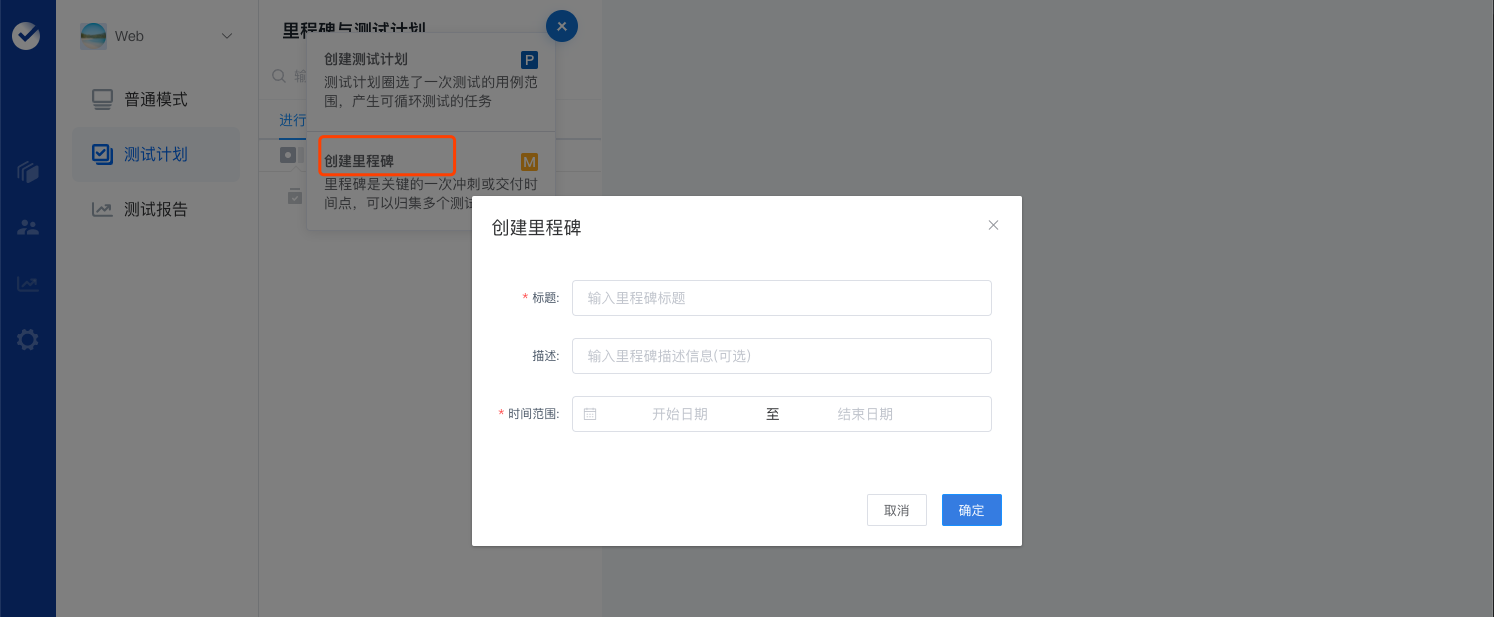 Web
普通模式
测试计划
测试报告
里程碑与测试计划
输
进行
创建测试计划
P
测试计划圈选了一次测试的用例范
围，产生可循环测试的任务
创建里程碑
M
里程碑是关键的一次冲刺或交付时
间点，可以归集多个测试
创建里程碑
* 标题:
输入里程碑标题
描述:
输入里程碑描述信息(可选)
* 时间范围:
开始日期 至 结束日期
取消
确定